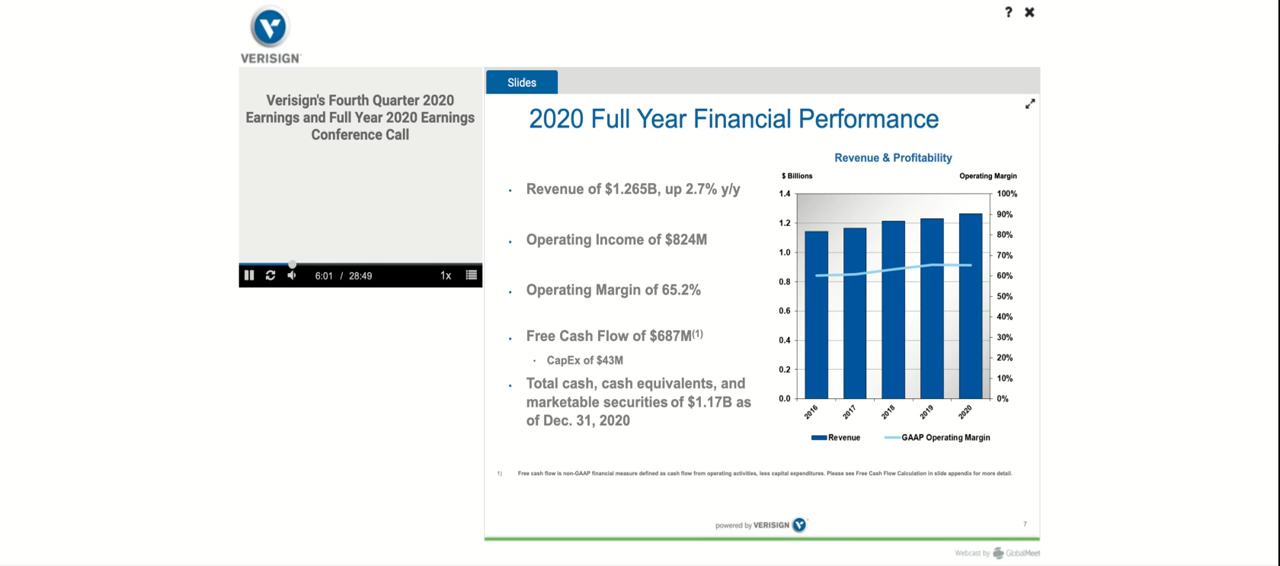 ? ✖
VERISIGN
Verisign's Fourth Quarter 2020
Earnings and Full Year 2020 Earnings
Conference Call
6:01 / 28:49 1x
Slides
2020 Full Year Financial Performance
• Revenue of $1.265B, up 2.7% y/y
• Operating Income of $824M
• Operating Margin of 65.2%
• Free Cash Flow of $687M(1)
• CapEx of $43M
• Total cash, cash equivalents, and
marketable securities of $1.17B as
of Dec. 31, 2020
Revenue & Profitability
$ Billions Operating Margin
1.4 100%
90%
1.2
80%
1.0
70%
0.8 60%
50%
0.6
40%
0.4 30%
20%
0.2
10%
0.0 0%
2016 2017 2018 2019 2020
Revenue GAAP Operating Margin
1) Free cash flow is non-GAAP financial measure defined as cash flow from operating activities, less capital expenditures. Please see Free Cash Flow Calculation in slide appendix for more detail.
powered by VERISIGN
7
Webcast by GlobalMeet